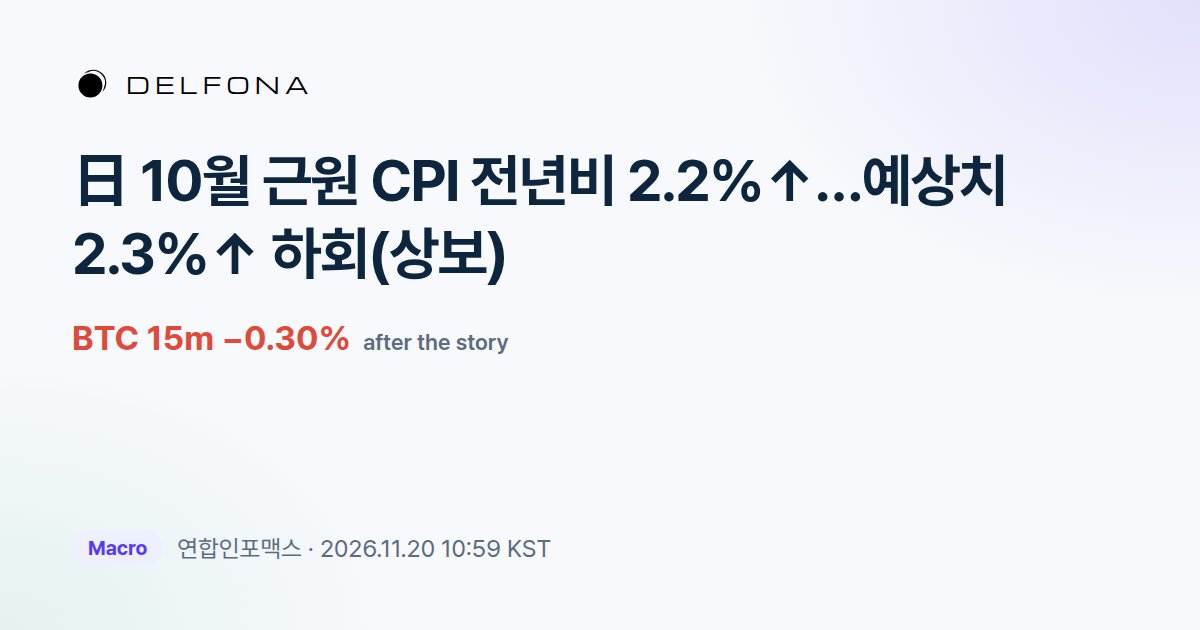 DELFONA
日 10월 근원 CPI 전년비 2.2%↑...예상치
2.3%↑ 하회(상보)
BTC 15m −0.30% after the story
Macro 연합인포맥스 · 2026.11.20 10:59 KST